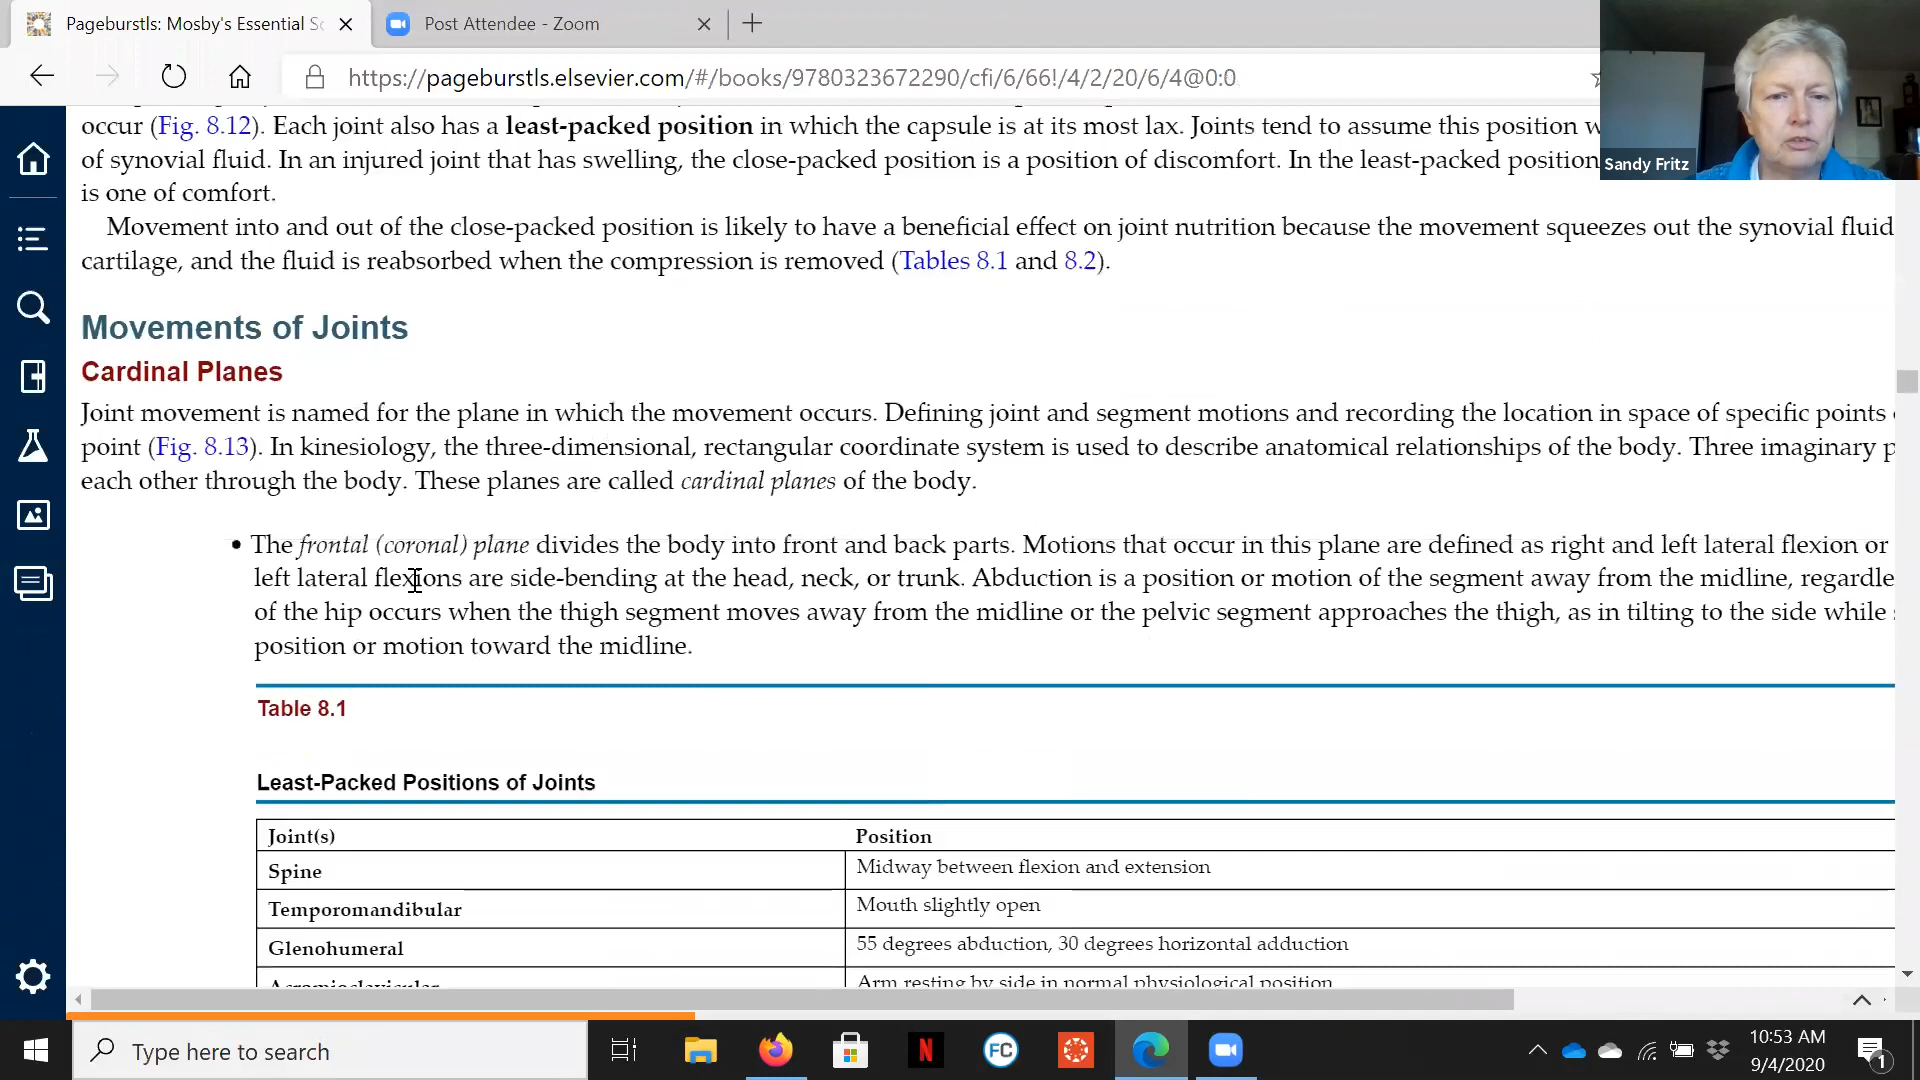 Pageburstls: Mosby's Essential Sc
Post Attendee - Zoom
https://pageburstls.elsevier.com/#/books/9780323672290/cfi/6/66!/4/2/20/6/4@0:0
Sandy Fritz
occur (Fig. 8.12). Each joint also has a least-packed position in which the capsule is at its most lax. Joints tend to assume this position w
of synovial fluid. In an injured joint that has swelling, the close-packed position is a position of discomfort. In the least-packed position
is one of comfort.
Movement into and out of the close-packed position is likely to have a beneficial effect on joint nutrition because the movement squeezes out the synovial fluid
cartilage, and the fluid is reabsorbed when the compression is removed (Tables 8.1 and 8.2).
Movements of Joints
Cardinal Planes
Joint movement is named for the plane in which the movement occurs. Defining joint and segment motions and recording the location in space of specific points
point (Fig. 8.13). In kinesiology, the three-dimensional, rectangular coordinate system is used to describe anatomical relationships of the body. Three imaginary p
each other through the body. These planes are called cardinal planes of the body.
• The frontal (coronal) plane divides the body into front and back parts. Motions that occur in this plane are defined as right and left lateral flexion or
left lateral flexions are side-bending at the head, neck, or trunk. Abduction is a position or motion of the segment away from the midline, regardle
of the hip occurs when the thigh segment moves away from the midline or the pelvic segment approaches the thigh, as in tilting to the side while
position or motion toward the midline.
Table 8.1
Least-Packed Positions of Joints
Joint(s) Position
Spine Midway between flexion and extension
Temporomandibular Mouth slightly open
Glenohumeral 55 degrees abduction, 30 degrees horizontal adduction
Acromioclavicular Arm resting by side in normal physiological position
Type here to search
N
FC
10:53 AM
9/4/2020
1